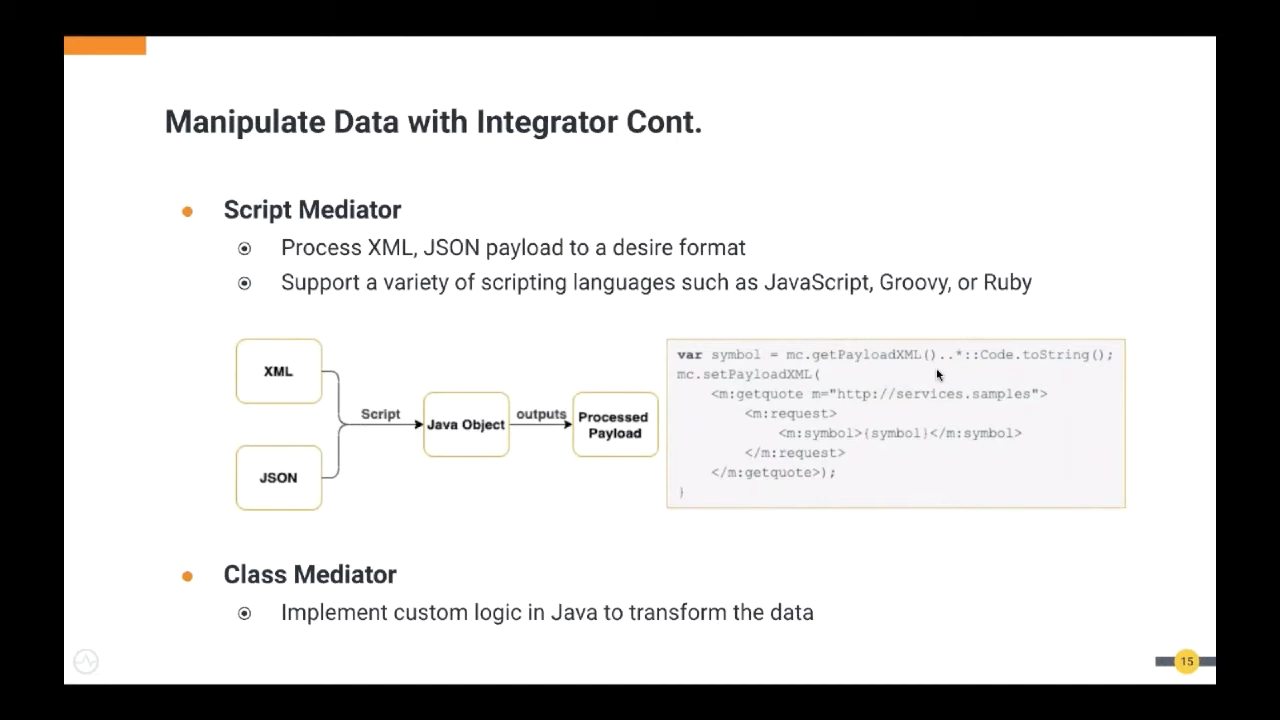 Manipulate Data with Integrator Cont.
Script Mediator
Process XML, JSON payload to a desire format
Support a variety of scripting languages such as JavaScript, Groovy, or Ruby
XML
JSON
Script
Java Object
outputs
Processed
Payload
var symbol = mc.getPayloadXML()..*::Code.toString();
mc.setPayloadXML(
<m:getquote m="http://services.samples">
<m:request>
<m:symbol>{symbol}</m:symbol>
</m:request>
</m:getquote>);
}
Class Mediator
Implement custom logic in Java to transform the data
15